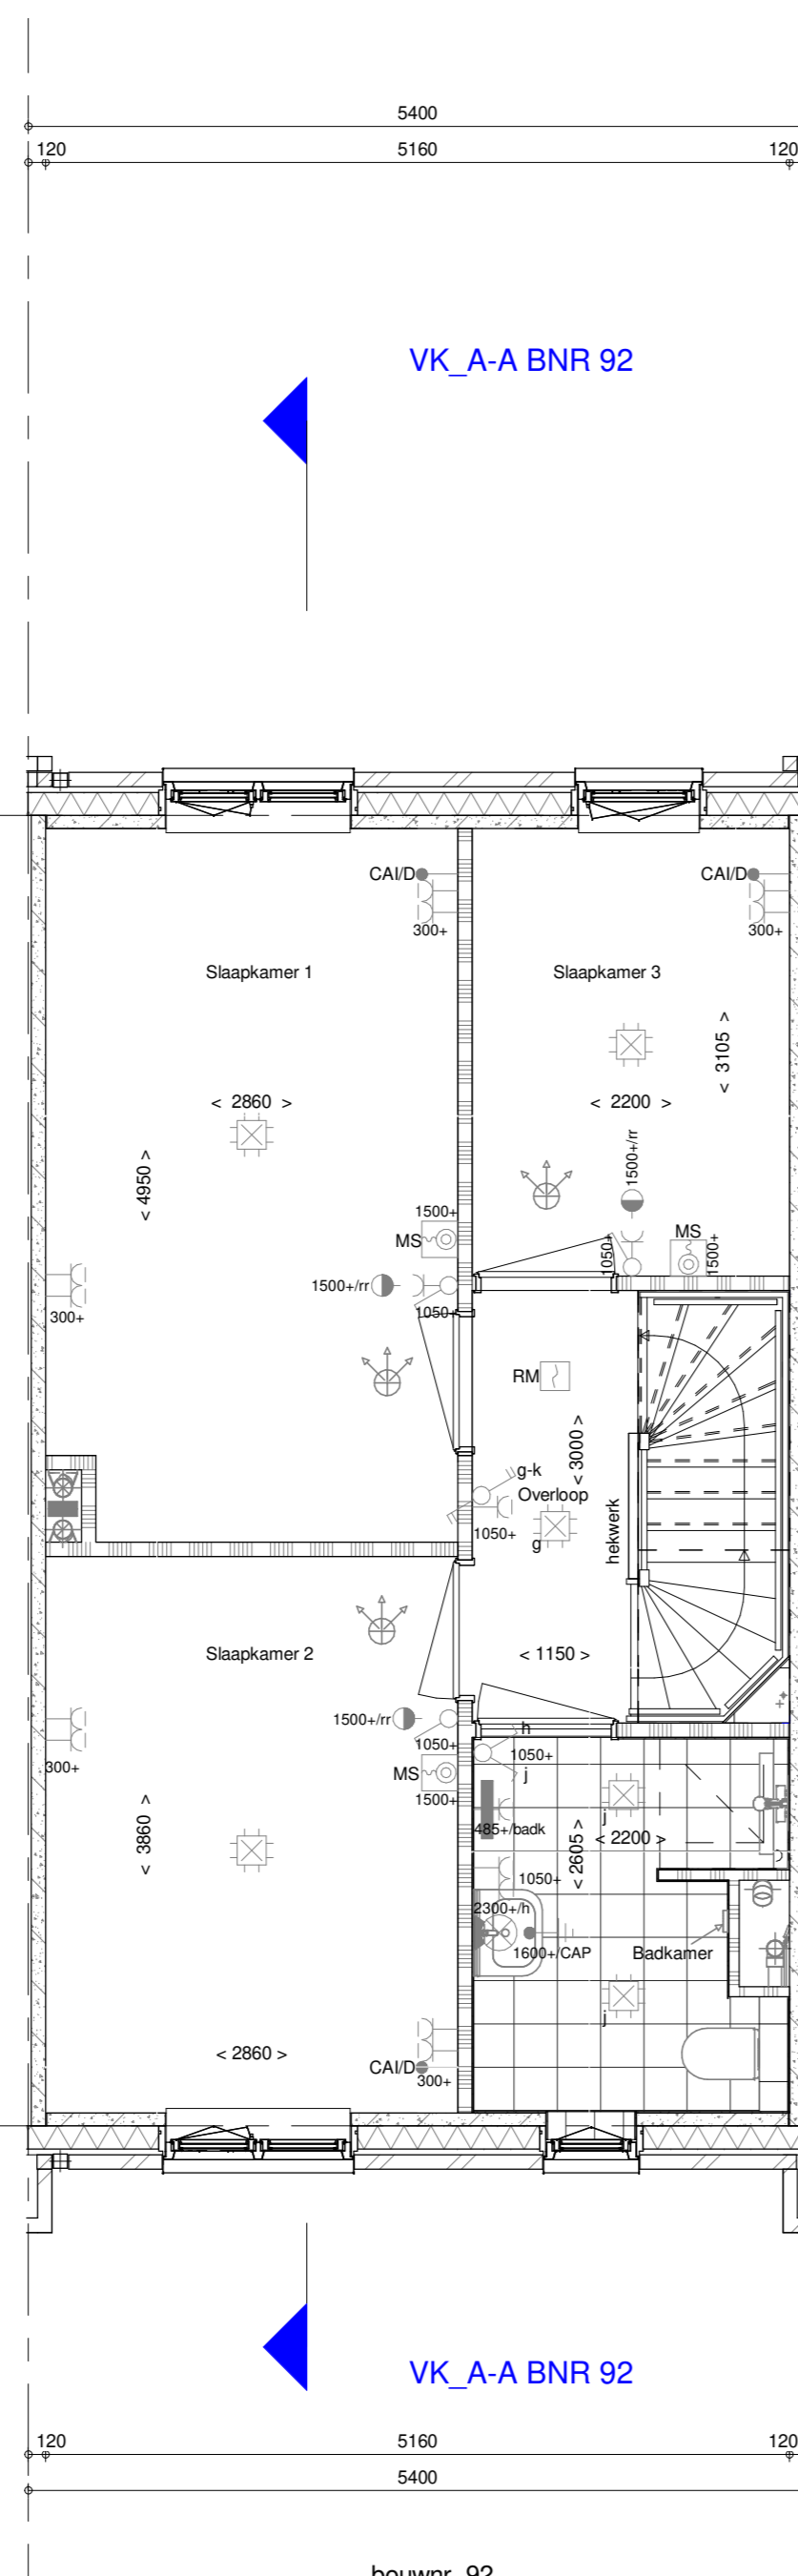 5400
120 5160 120
VK_A-A BNR 92
CAI/D
300+
CAI/D
300+
Slaapkamer 1
Slaapkamer 3
< 3105 >
< 2860 >
< 2200 >
< 4950 >
1500+/rr
1500+
MS
1050+
MS
1500+
1500+/rr
1050+
300+
RM
< 3000 >
g-k
Overloop
1050+
g
hekwerk
Slaapkamer 2
< 1150 >
1500+/rr
1050+
h
1050+
j
300+
MS
1500+
j
485+/badk
< 2605 >
< 2200 >
< 3860 >
1050+
2300+/h
1600+/CAP
Badkamer
j
< 2860 >
CAI/D
300+
VK_A-A BNR 92
120 5160 120
5400